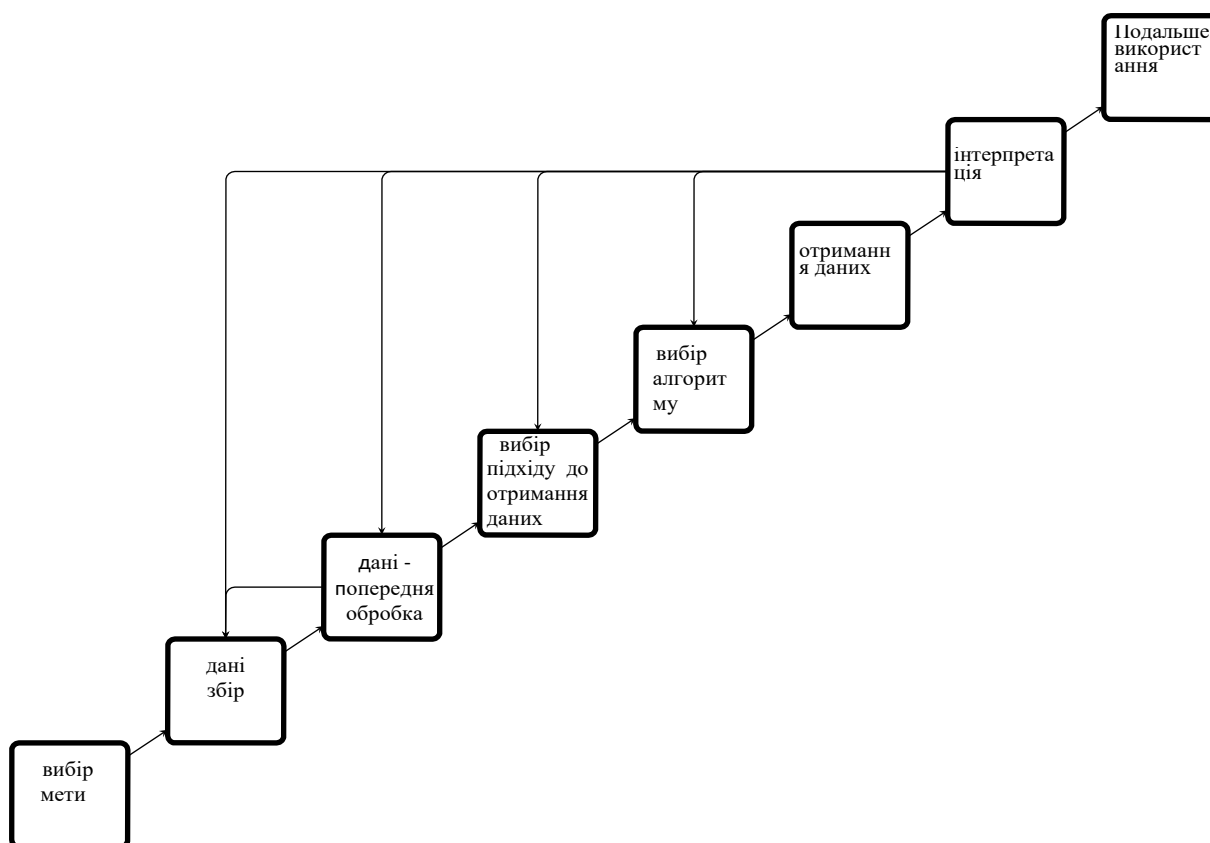 Подальше
використ
ання
інтерпрета
ція
отриманн
я даних
вибір
алгорит
му
вибір
підхіду до
отримання
даних
дані -
попередня
обробка
дані
збір
вибір
мети